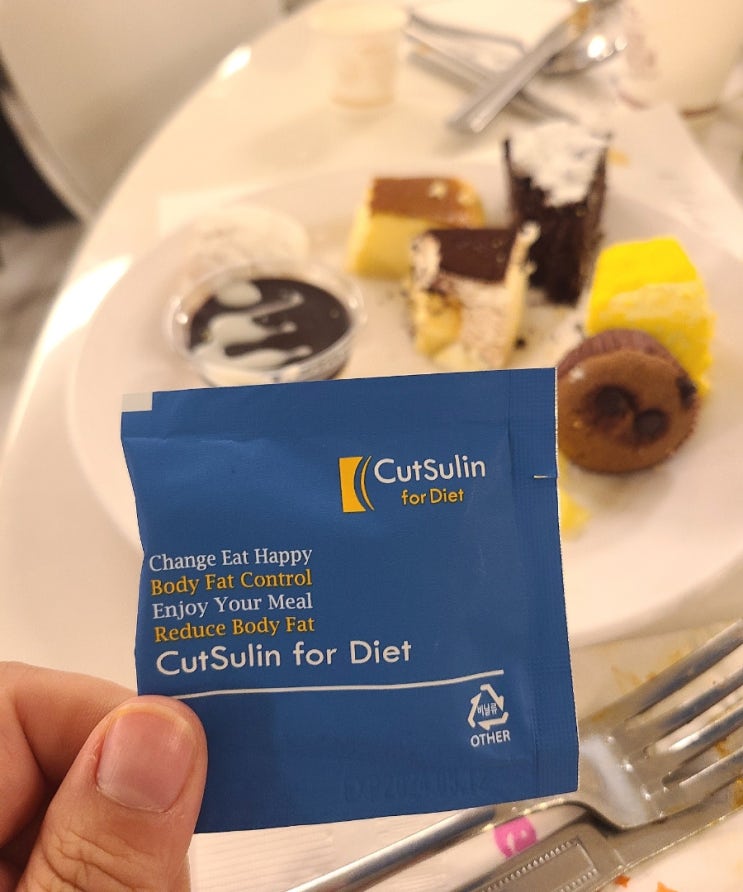 CutSulin
for Diet
Change Eat Happy
Body Fat Control
Enjoy Your Meal
Reduce Body Fat
CutSulin for Diet
비닐류
OTHER